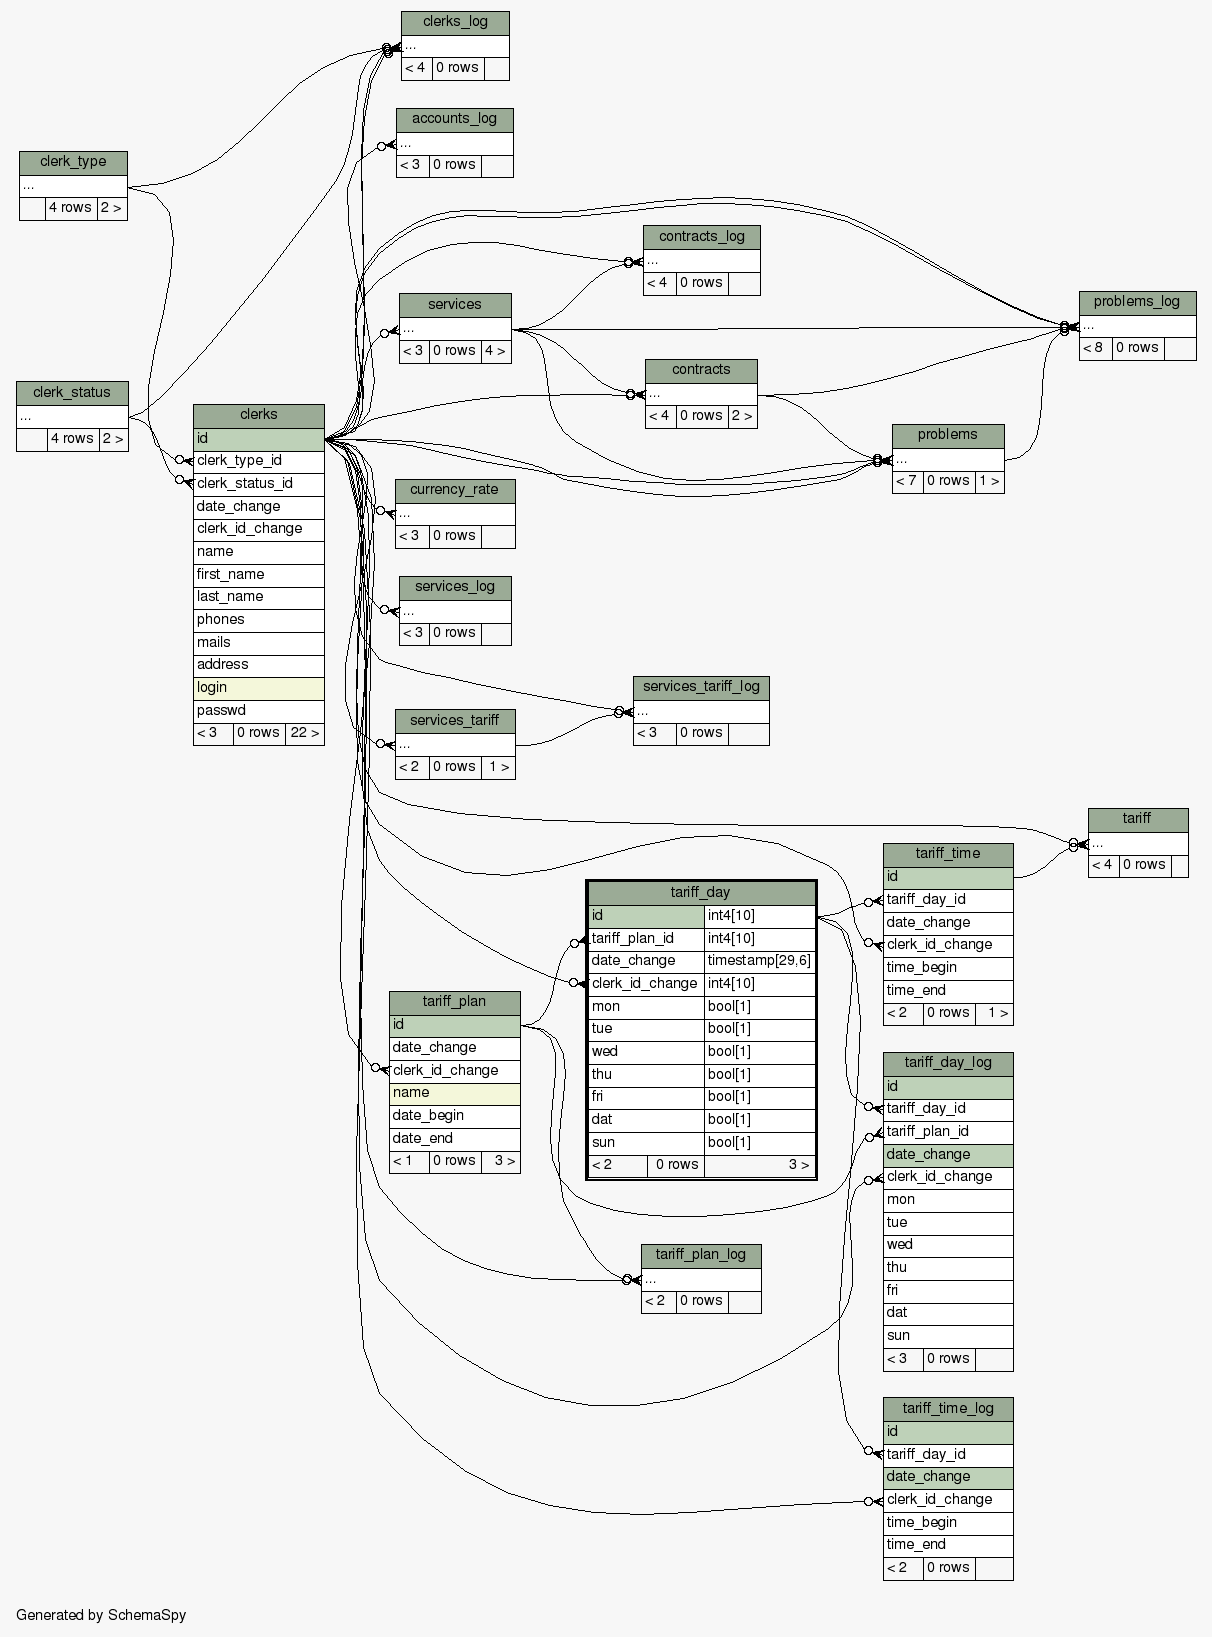 clerks_log
...
< 4 0 rows
accounts_log
...
< 3 0 rows
clerk_type
...
4 rows 2 >
contracts_log
...
< 4 0 rows
services
...
< 3 0 rows 4 >
problems_log
...
< 8 0 rows
contracts
...
< 4 0 rows 2 >
clerk_status
...
4 rows 2 >
clerks
id
clerk_type_id
clerk_status_id
date_change
clerk_id_change
name
first_name
last_name
phones
mails
address
login
passwd
< 3 0 rows 22 >
problems
...
< 7 0 rows 1 >
currency_rate
...
< 3 0 rows
services_log
...
< 3 0 rows
services_tariff_log
...
< 3 0 rows
services_tariff
...
< 2 0 rows 1 >
tariff
...
< 4 0 rows
tariff_time
id
tariff_day_id
date_change
clerk_id_change
time_begin
time_end
< 2 0 rows 1 >
tariff_day
id int4[10]
tariff_plan_id int4[10]
date_change timestamp[29,6]
clerk_id_change int4[10]
mon bool[1]
tue bool[1]
wed bool[1]
thu bool[1]
fri bool[1]
dat bool[1]
sun bool[1]
< 2 0 rows 3 >
tariff_plan
id
date_change
clerk_id_change
name
date_begin
date_end
< 1 0 rows 3 >
tariff_day_log
id
tariff_day_id
tariff_plan_id
date_change
clerk_id_change
mon
tue
wed
thu
fri
dat
sun
< 3 0 rows
tariff_plan_log
...
< 2 0 rows
tariff_time_log
id
tariff_day_id
date_change
clerk_id_change
time_begin
time_end
< 2 0 rows
Generated by SchemaSpy